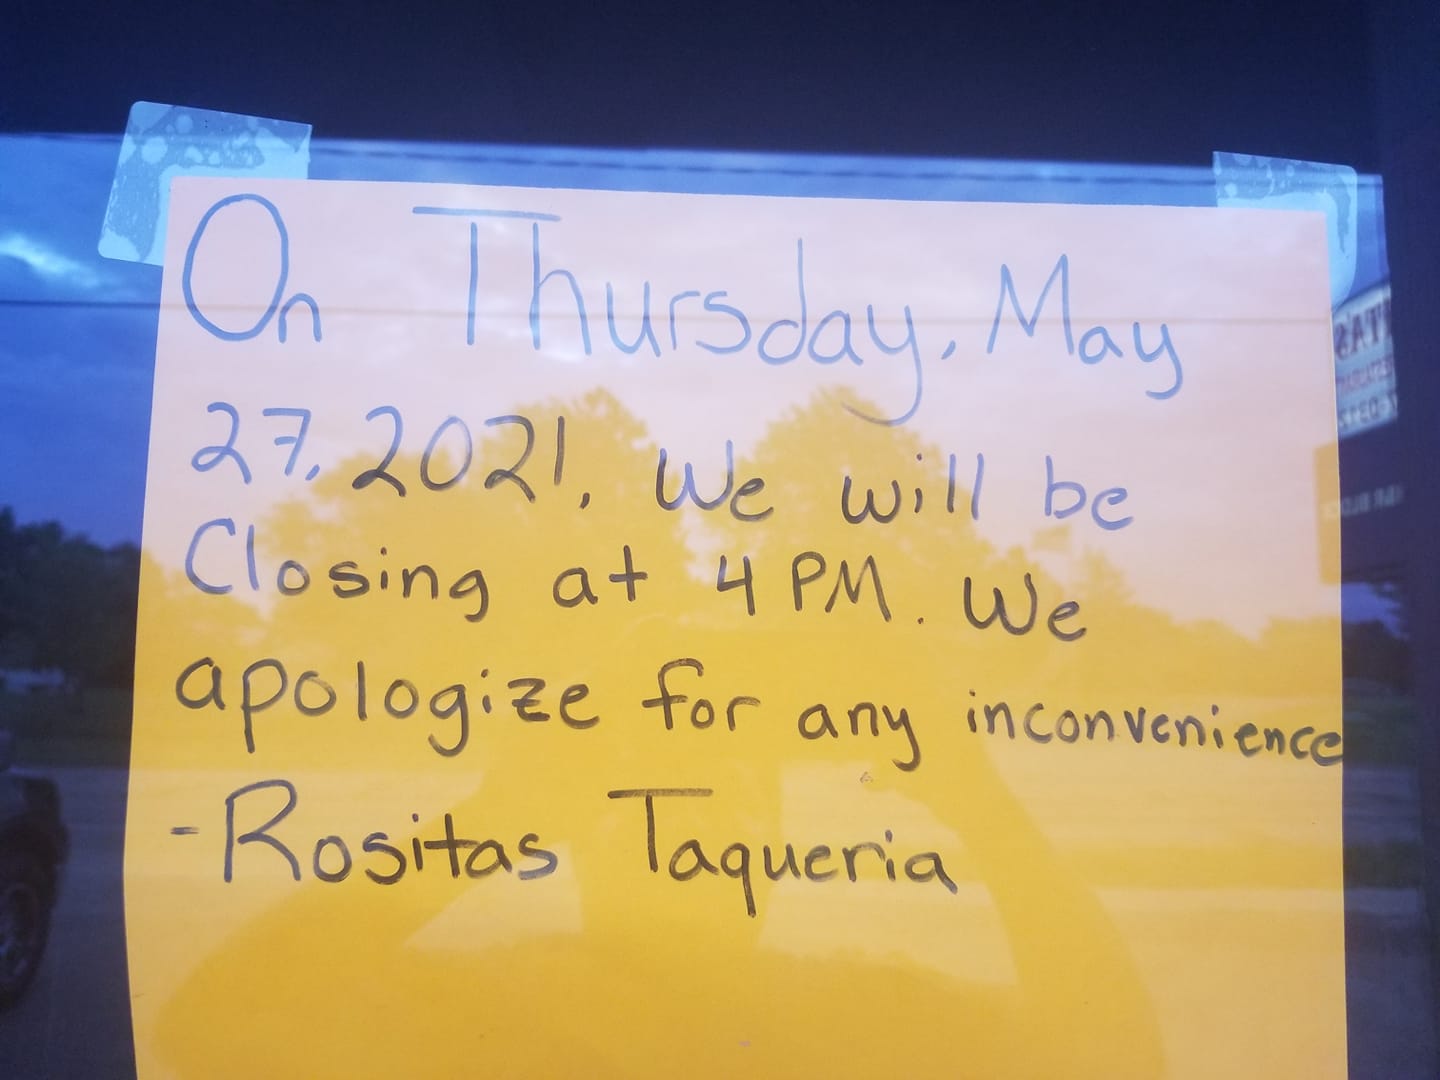 On Thursday, May
27, 2021, We will be
Closing at 4 PM. We
apologize for any inconvenience
- Rositas Taqueria